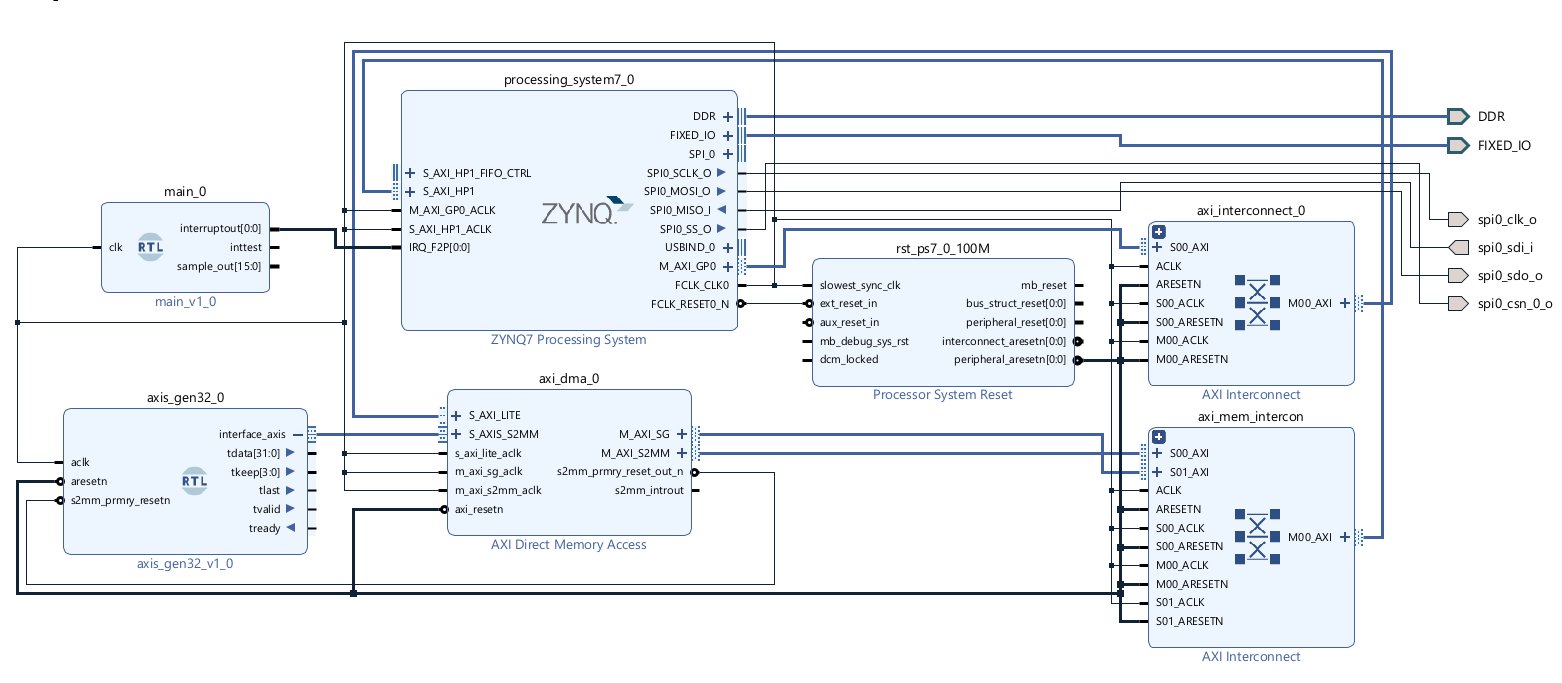 processing_system7_0
DDR
FIXED_IO
SPI_0
S_AXI_HP1_FIFO_CTRL
SPI0_SCLK_O
S_AXI_HP1
SPI0_MOSI_O
M_AXI_GP0_ACLK
SPI0_MISO_I
S_AXI_HP1_ACLK
SPI0_SS_O
IRQ_F2P[0:0]
USBIND_0
M_AXI_GP0
FCLK_CLK0
FCLK_RESET0_N
ZYNQ.
ZYNQ7 Processing System
main_0
interruptout[0:0]
clk
inttest
sample_out[15:0]
RTL
main_v1_0
rst_ps7_0_100M
slowest_sync_clk
mb_reset
ext_reset_in
bus_struct_reset[0:0]
aux_reset_in
peripheral_reset[0:0]
mb_debug_sys_rst
interconnect_aresetn[0:0]
dcm_locked
peripheral_aresetn[0:0]
Processor System Reset
axi_interconnect_0
S00_AXI
ACLK
ARESETN
S00_ACLK
M00_AXI
S00_ARESETN
M00_ACLK
M00_ARESETN
AXI Interconnect
DDR
FIXED_IO
spi0_clk_o
spi0_sdi_i
spi0_sdo_o
spi0_csn_0_o
axis_gen32_0
interface_axis
tdata[31:0]
aclk
tkeep[3:0]
aresetn
tlast
s2mm_prmry_resetn
tvalid
tready
RTL
axis_gen32_v1_0
axi_dma_0
S_AXI_LITE
S_AXIS_S2MM
M_AXI_SG
s_axi_lite_aclk
M_AXI_S2MM
m_axi_sg_aclk
s2mm_prmry_reset_out_n
m_axi_s2mm_aclk
s2mm_introut
axi_resetn
AXI Direct Memory Access
axi_mem_intercon
S00_AXI
S01_AXI
ACLK
ARESETN
S00_ACLK
M00_AXI
S00_ARESETN
M00_ACLK
M00_ARESETN
S01_ACLK
S01_ARESETN
AXI Interconnect